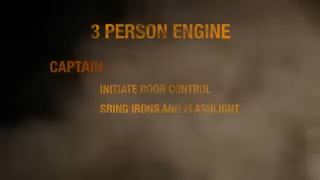 3 PERSON ENGINE
CAPTAIN -
- INITIATE DOOR CONTROL
- BRING IRONS AND FLASHLIGHT